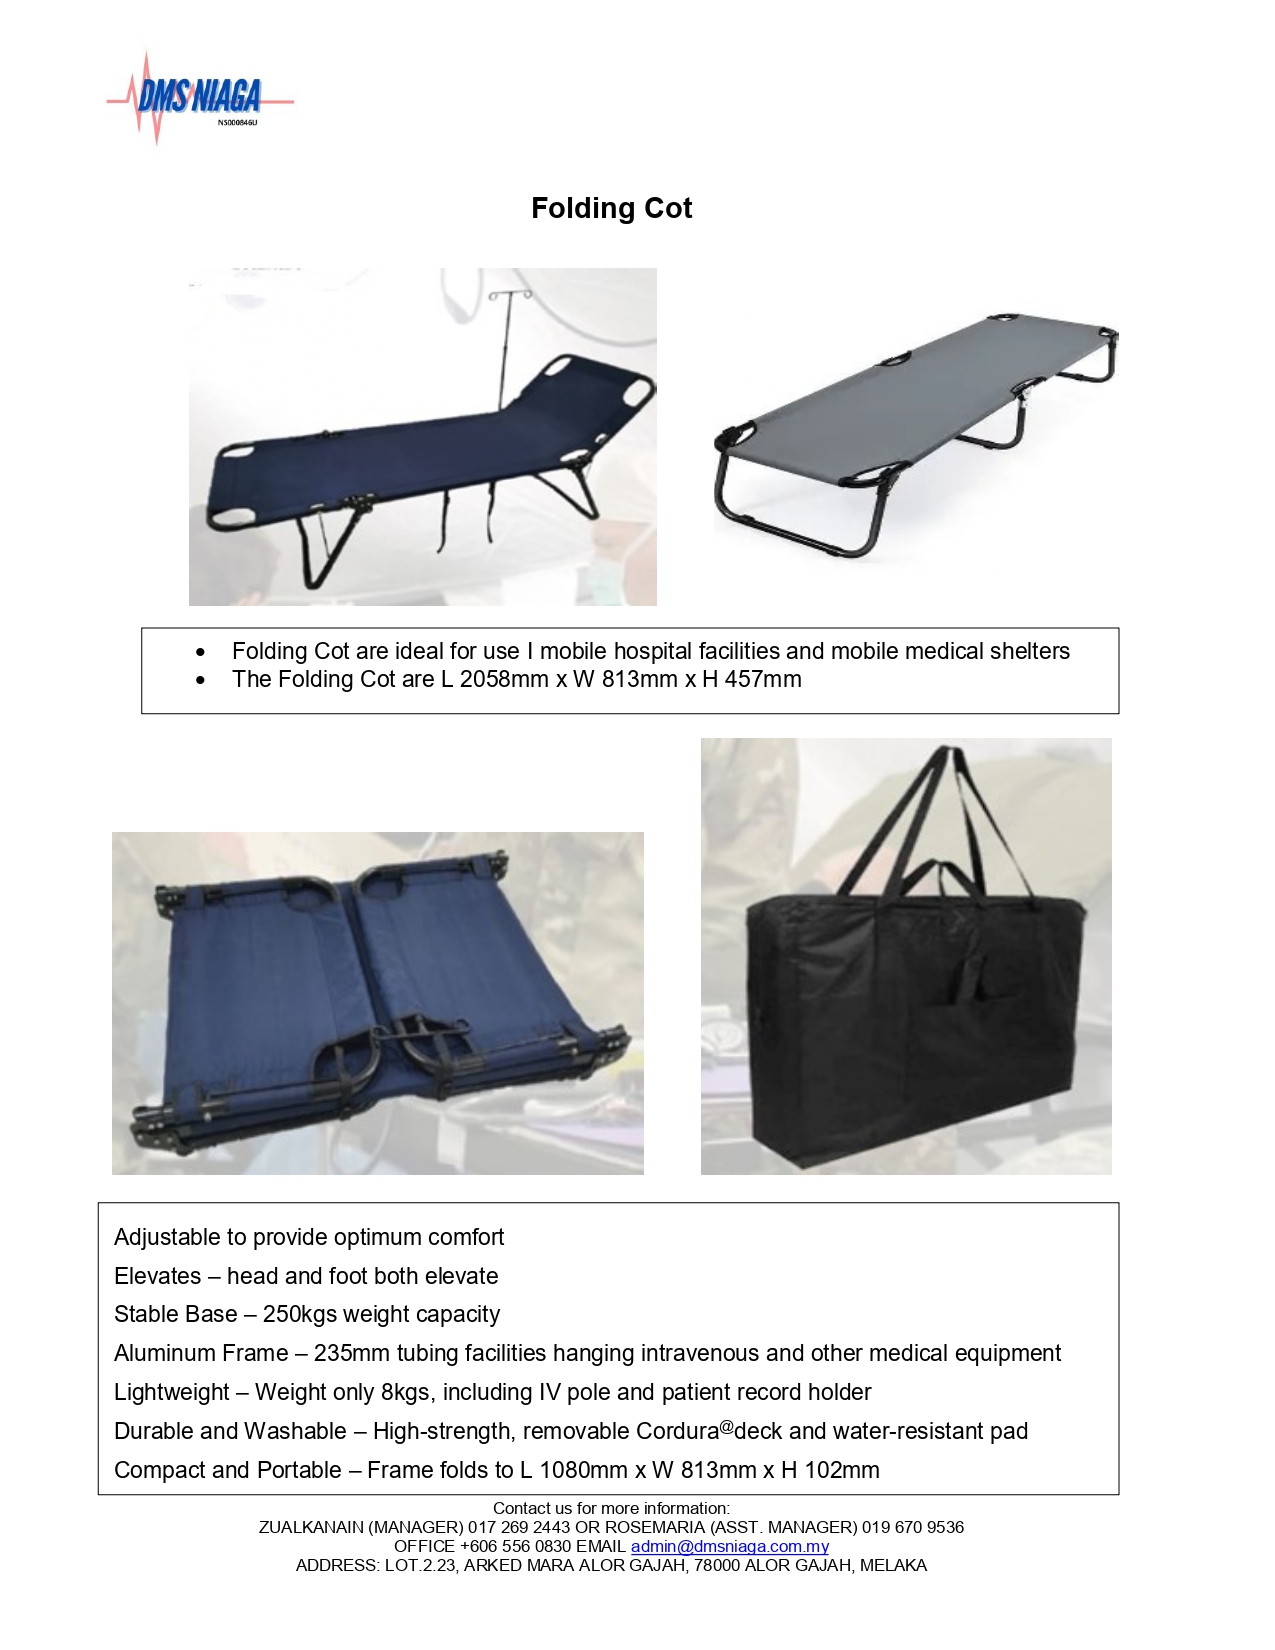 DMS NIAGA
NS000846U
Folding Cot
• Folding Cot are ideal for use I mobile hospital facilities and mobile medical shelters
• The Folding Cot are L 2058mm x W 813mm x H 457mm
Adjustable to provide optimum comfort
Elevates – head and foot both elevate
Stable Base – 250kgs weight capacity
Aluminum Frame – 235mm tubing facilities hanging intravenous and other medical equipment
Lightweight – Weight only 8kgs, including IV pole and patient record holder
Durable and Washable – High-strength, removable Cordura@deck and water-resistant pad
Compact and Portable – Frame folds to L 1080mm x W 813mm x H 102mm
Contact us for more information:
ZUALKANAIN (MANAGER) 017 269 2443 OR ROSEMARIA (ASST. MANAGER) 019 670 9536
OFFICE +606 556 0830 EMAIL admin@dmsniaga.com.my
ADDRESS: LOT.2.23, ARKED MARA ALOR GAJAH, 78000 ALOR GAJAH, MELAKA